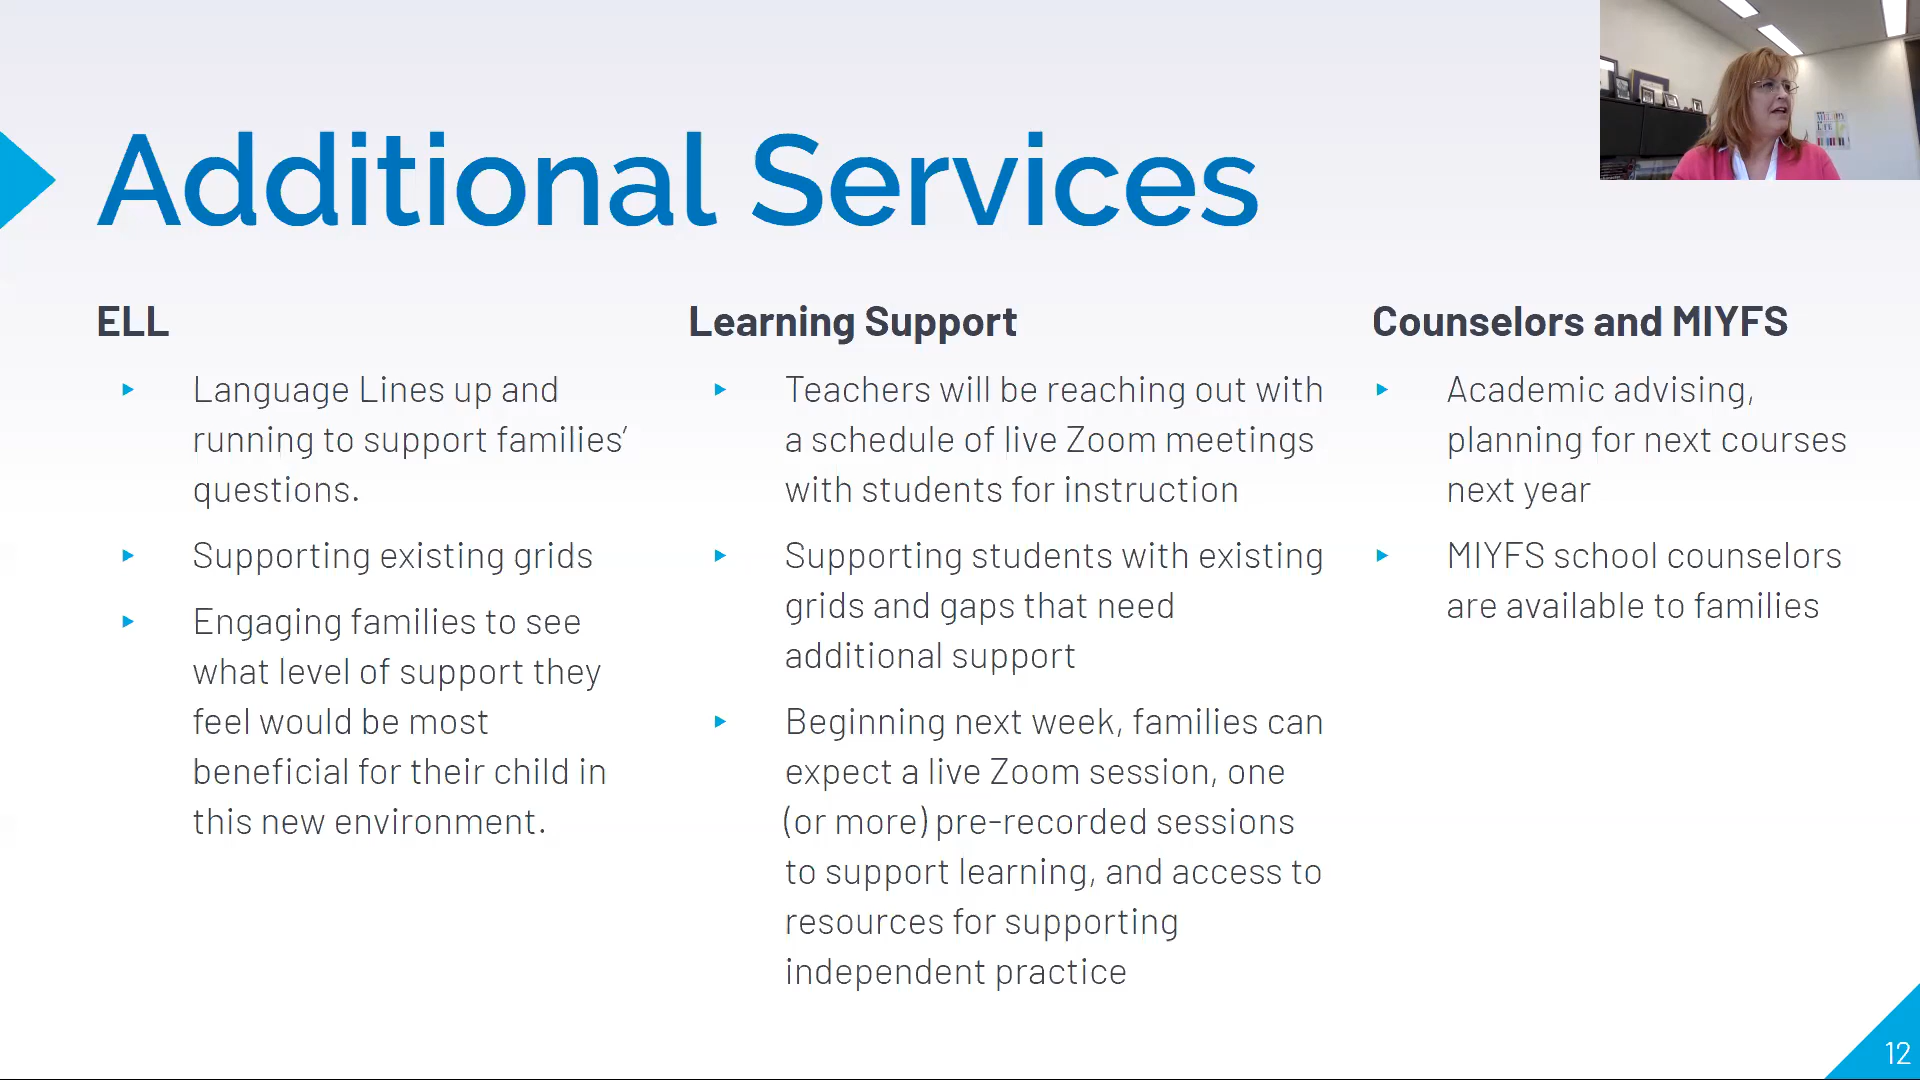 Additional Services
ELL
Language Lines up and
running to support families’
questions.
Supporting existing grids
Engaging families to see
what level of support they
feel would be most
beneficial for their child in
this new environment.
Learning Support
Teachers will be reaching out with
a schedule of live Zoom meetings
with students for instruction
Supporting students with existing
grids and gaps that need
additional support
Beginning next week, families can
expect a live Zoom session, one
(or more) pre-recorded sessions
to support learning, and access to
resources for supporting
independent practice
Counselors and MIYFS
Academic advising,
planning for next courses
next year
MIYFS school counselors
are available to families
12